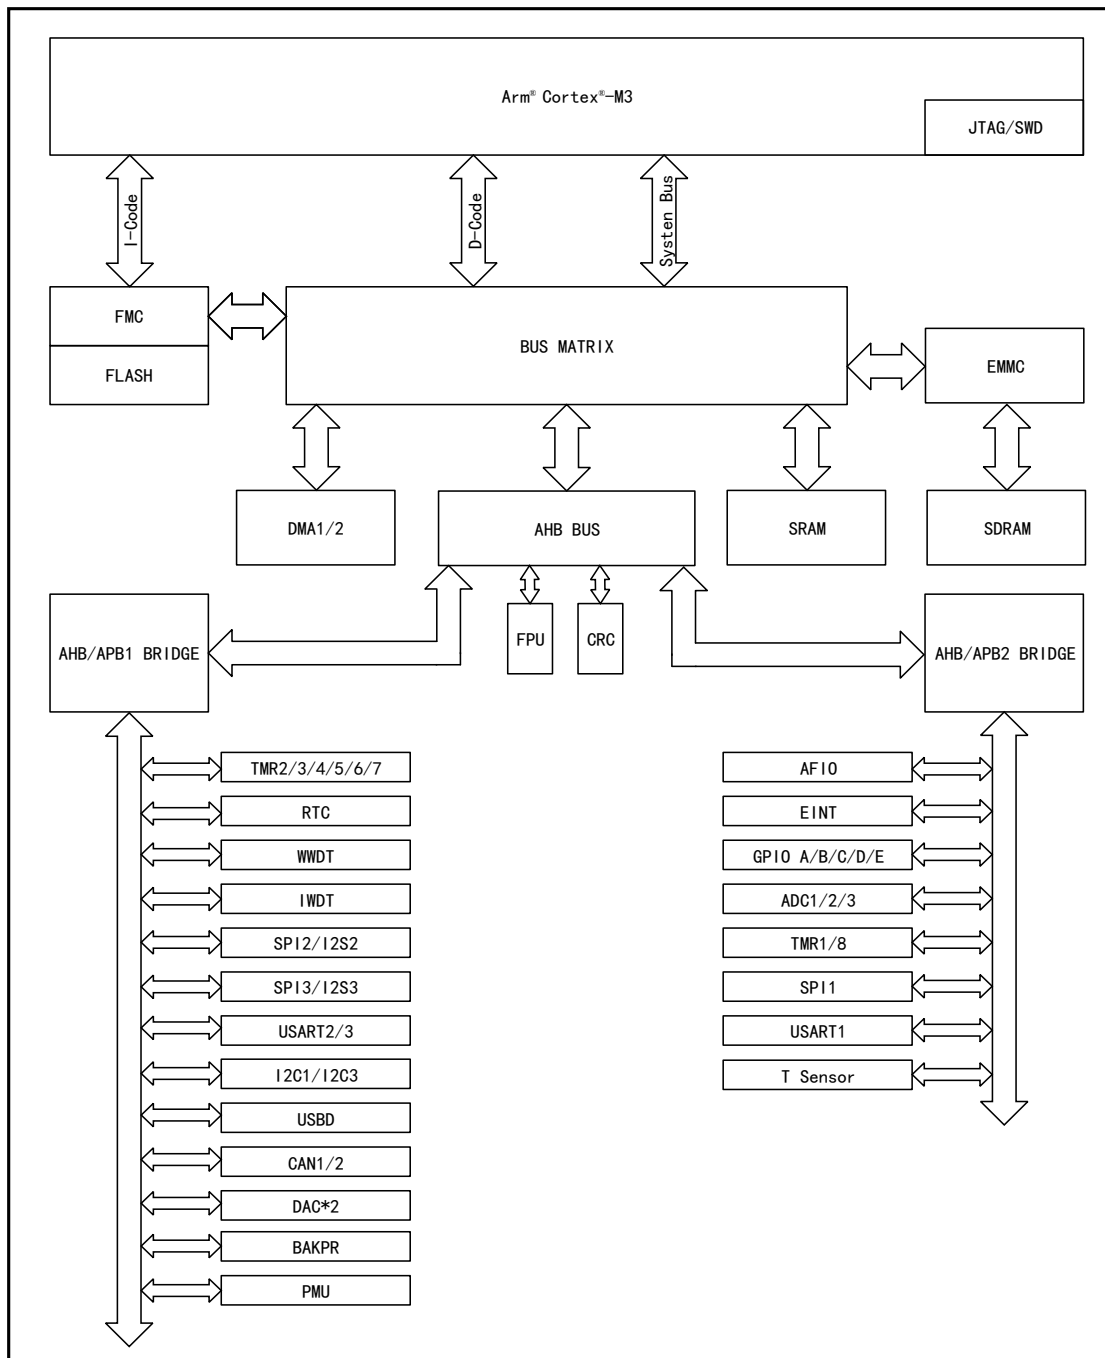 Arm® Cortex®-M3
JTAG/SWD
I-Code
D-Code
Systen Bus
FMC
FLASH
BUS MATRIX
EMMC
DMA1/2
AHB BUS
SRAM
SDRAM
AHB/APB1 BRIDGE
FPU
CRC
AHB/APB2 BRIDGE
TMR2/3/4/5/6/7
RTC
WWDT
IWDT
SPI2/I2S2
SPI3/I2S3
USART2/3
I2C1/I2C3
USBD
CAN1/2
DAC*2
BAKPR
PMU
AFIO
EINT
GPIO A/B/C/D/E
ADC1/2/3
TMR1/8
SPI1
USART1
T Sensor